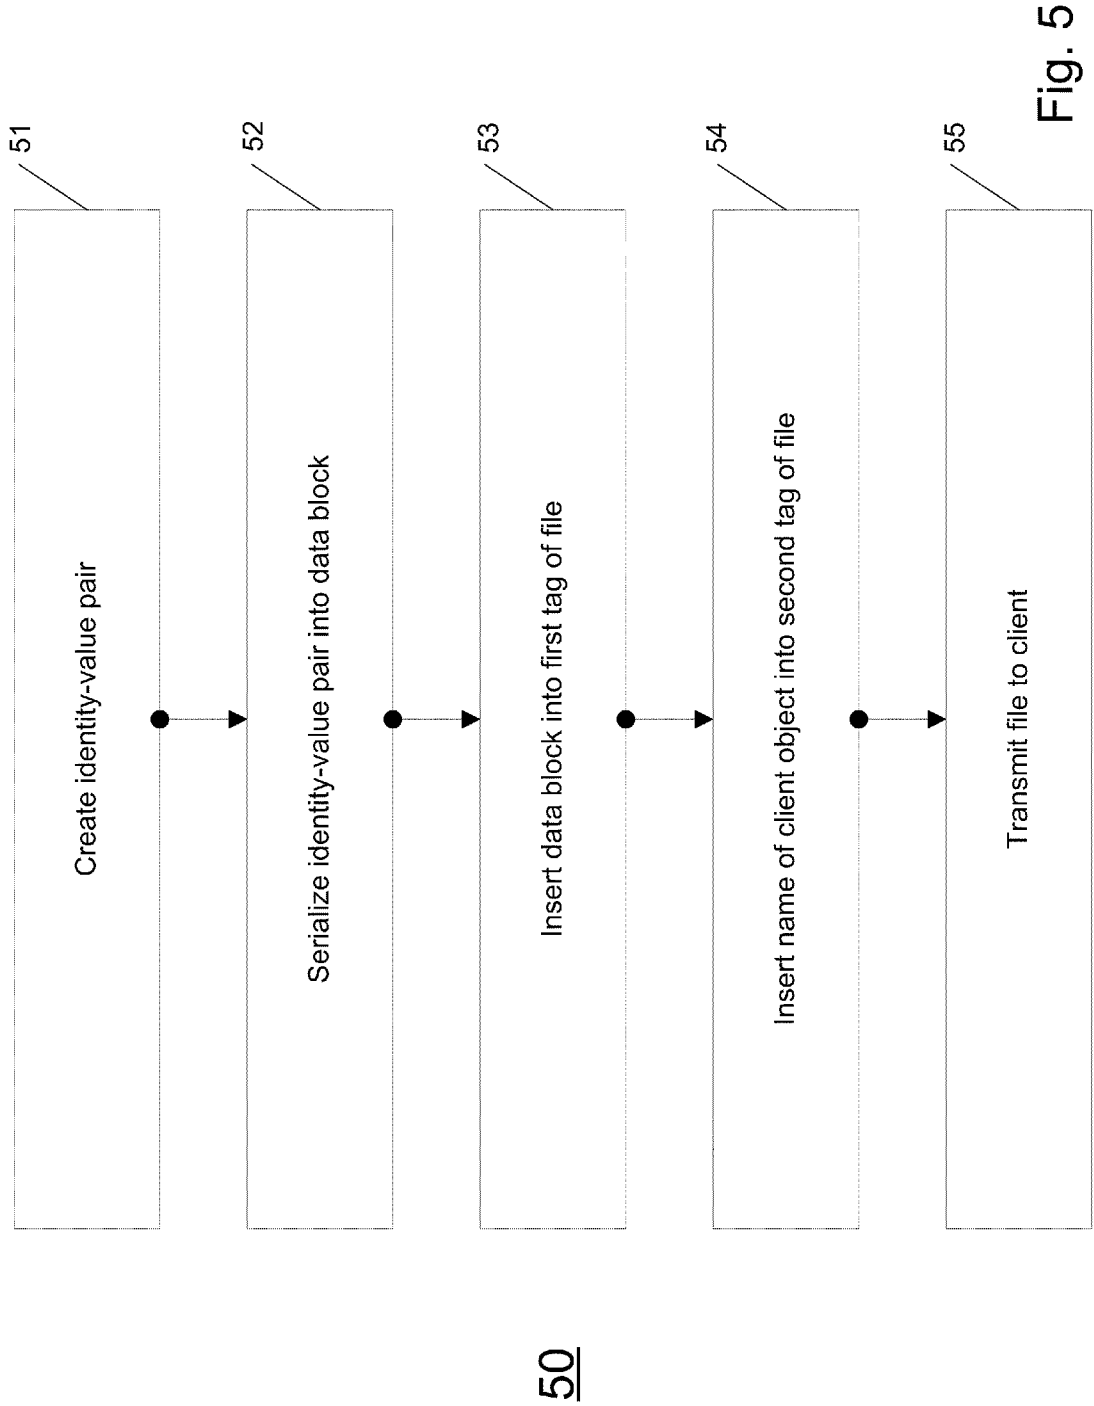 50
51
Create identity-value pair
52
Serialize identity-value pair into data block
53
Insert data block into first tag of file
54
Insert name of client object into second tag of file
55
Transmit file to client
Fig. 5